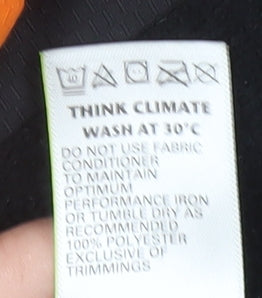 40
THINK CLIMATE
WASH AT 30°C
DO NOT USE FABRIC
CONDITIONER
TO MAINTAIN
OPTIMUM
PERFORMANCE IRON
OR TUMBLE DRY AS
RECOMMENDED
100% POLYESTER
EXCLUSIVE OF
TRIMMINGS